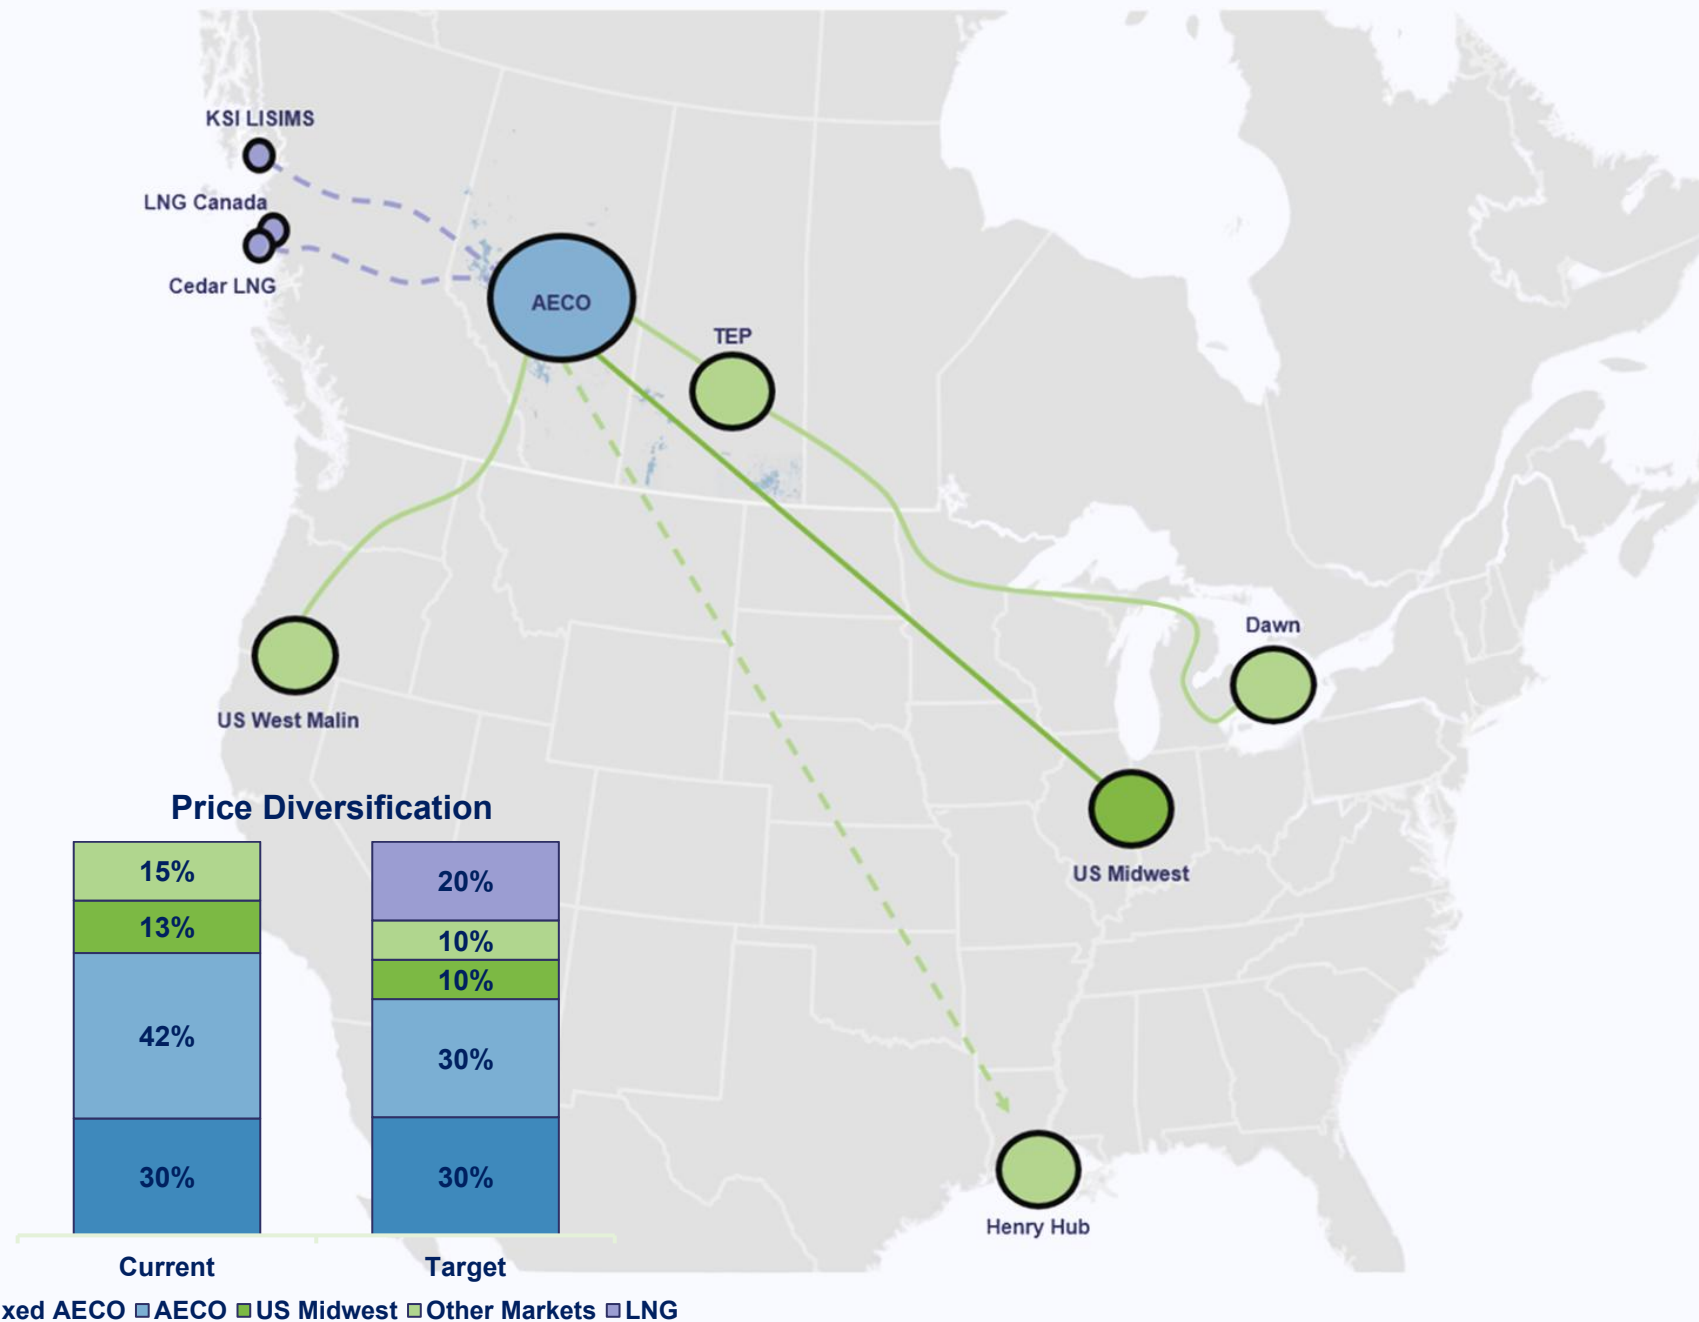 KSI LISIMS
LNG Canada
Cedar LNG
AECO
TEP
Dawn
US West Malin
US Midwest
Henry Hub
Price Diversification
15%
13%
42%
30%
20%
10%
10%
30%
30%
Current Target
xed AECO AECO US Midwest Other Markets LNG